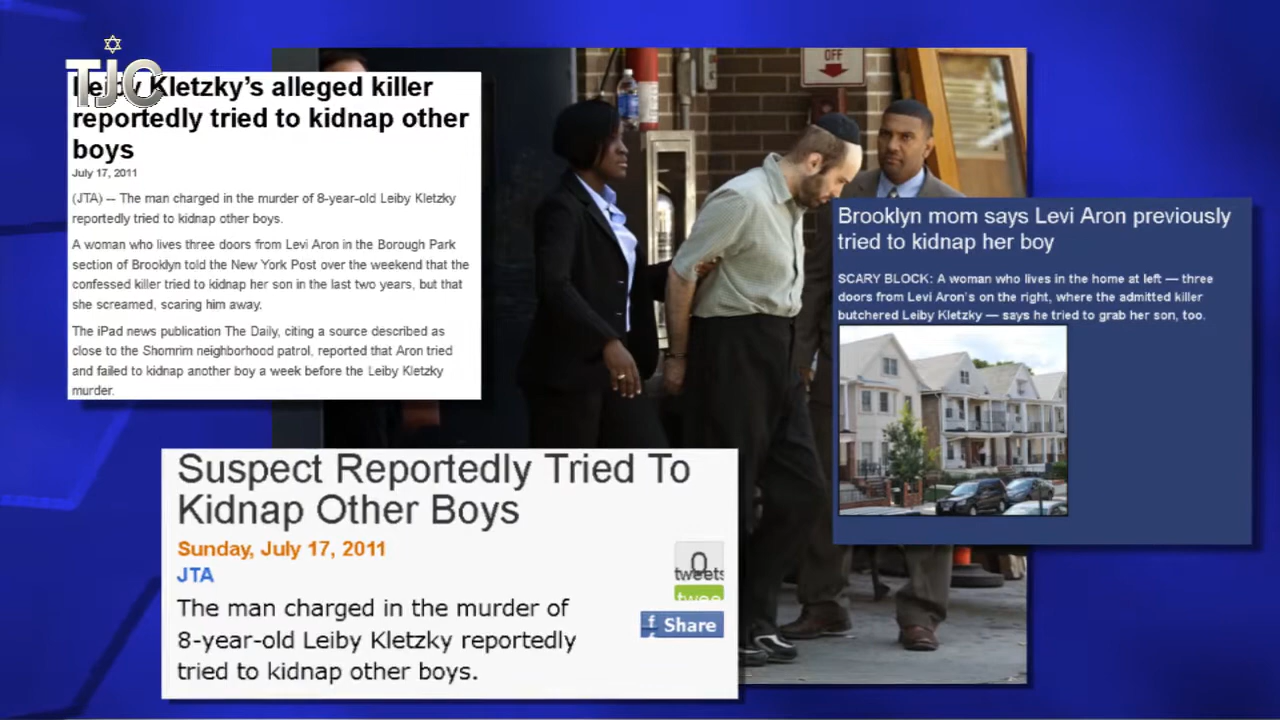 TJC
Leiby Kletzky's alleged killer
reportedly tried to kidnap other
boys
July 17, 2011
(JTA) -- The man charged in the murder of 8-year-old Leiby Kletzky
reportedly tried to kidnap other boys.
A woman who lives three doors from Levi Aron in the Borough Park
section of Brooklyn told the New York Post over the weekend that the
confessed killer tried to kidnap her son in the last two years, but that
she screamed, scaring him away.
The iPad news publication The Daily, citing a source described as
close to the Shomrim neighborhood patrol, reported that Aron tried
and failed to kidnap another boy a week before the Leiby Kletzky
murder.
OFF
Brooklyn mom says Levi Aron previously
tried to kidnap her boy
SCARY BLOCK: A woman who lives in the home at left — three
doors from Levi Aron's on the right, where the admitted killer
butchered Leiby Kletzky — says he tried to grab her son, too.
Suspect Reportedly Tried To
Kidnap Other Boys
Sunday, July 17, 2011
JTA
The man charged in the murder of
8-year-old Leiby Kletzky reportedly
tried to kidnap other boys.
0
tweets
twee
f Share